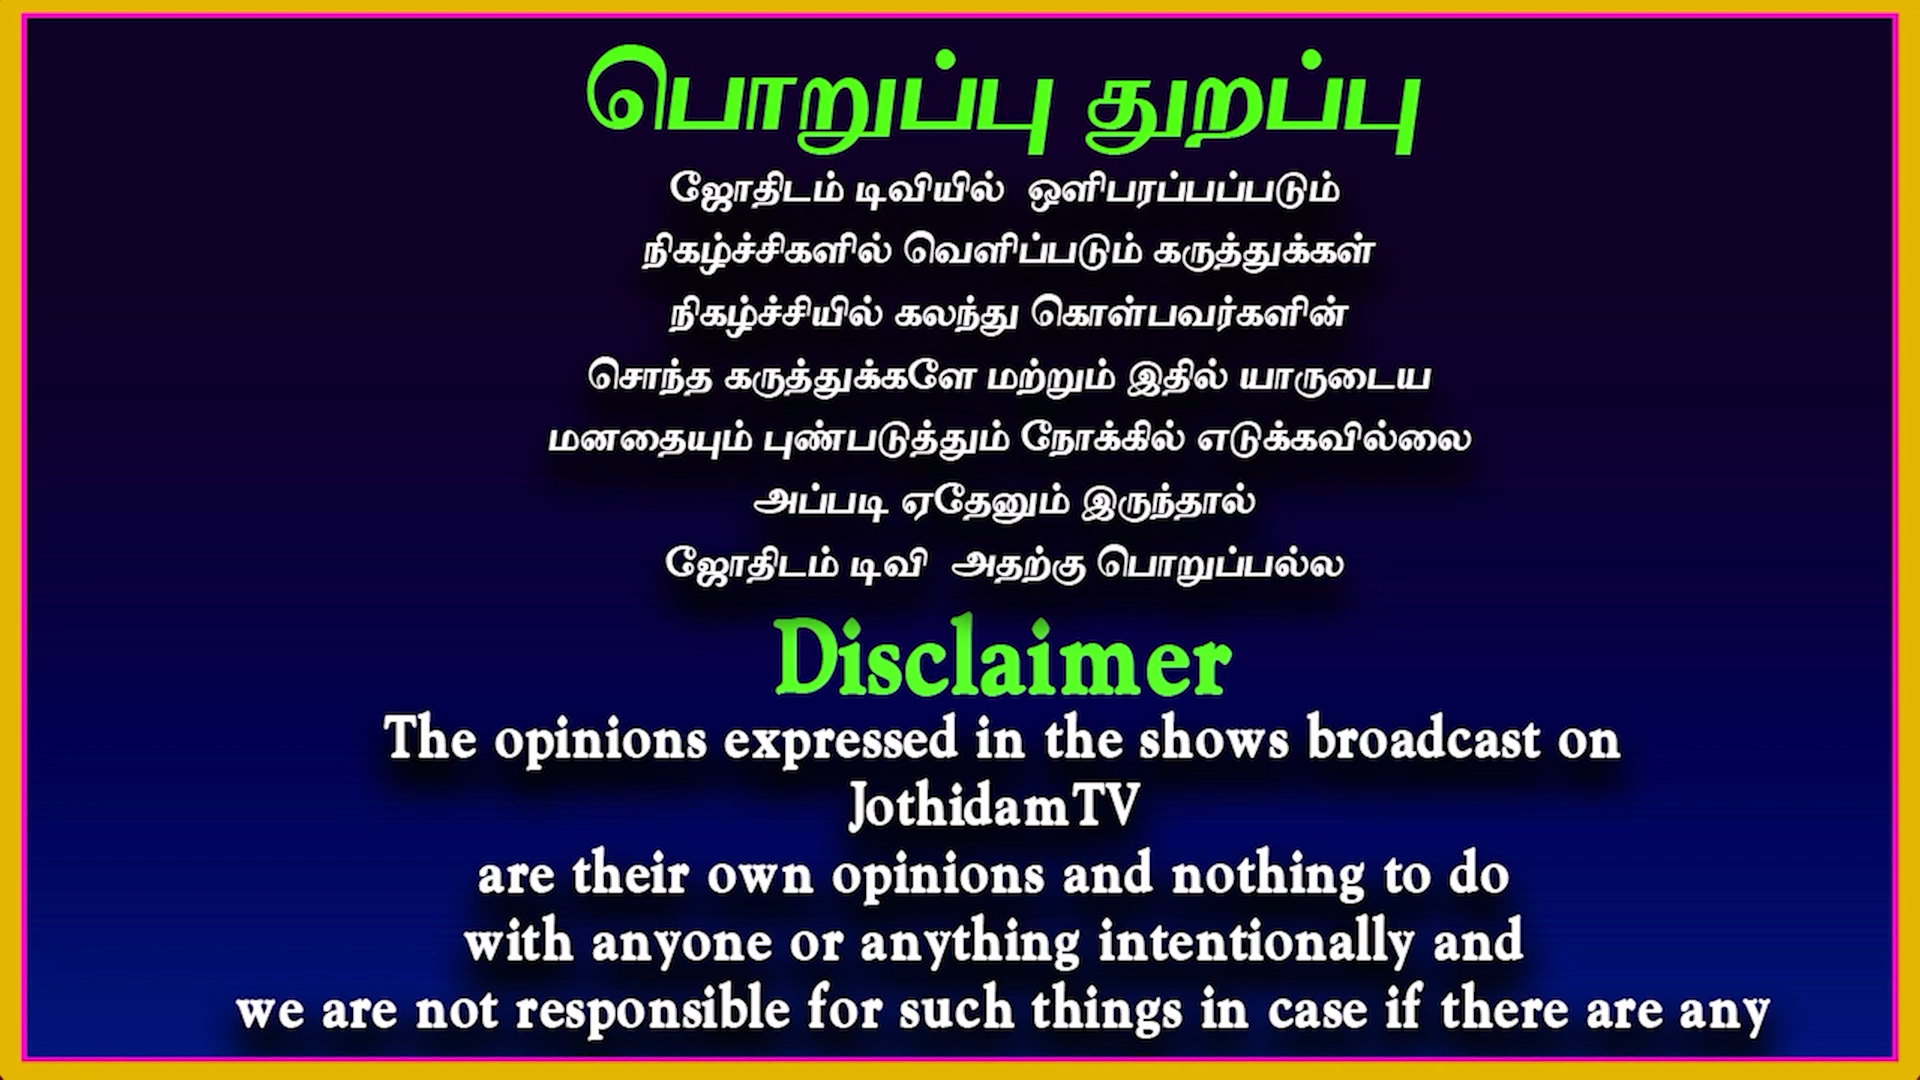 பொறுப்பு துறப்பு
ஜோதிடம் டிவியில் ஒளிபரப்பப்படும்
நிகழ்ச்சிகளில் வெளிப்படும் கருத்துக்கள்
நிகழ்ச்சியில் கலந்து கொள்பவர்களின்
சொந்த கருத்துக்களே மற்றும் இதில் யாருடைய
மனதையும் புண்படுத்தும் நோக்கில் எடுக்கவில்லை
அப்படி ஏதேனும் இருந்தால்
ஜோதிடம் டிவி அதற்கு பொறுப்பல்ல
Disclaimer
The opinions expressed in the shows broadcast on
JothidamTV
are their own opinions and nothing to do
with anyone or anything intentionally and
we are not responsible for such things in case if there are any